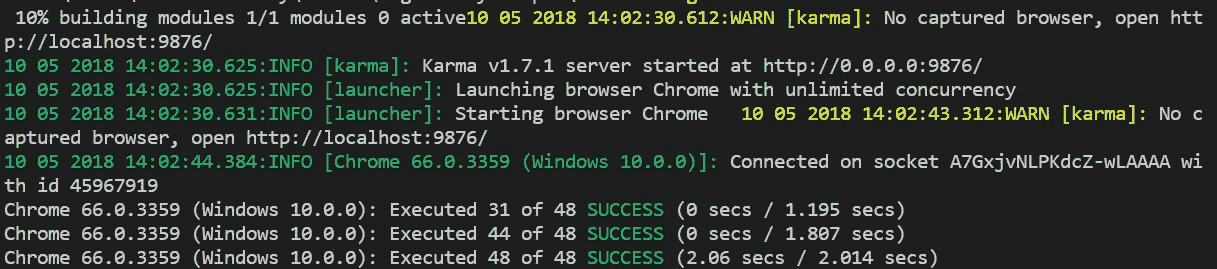 10% building modules 1/1 modules 0 active10 05 2018 14:02:30.612:WARN [karma]: No captured browser, open htt
p://localhost:9876/
10 05 2018 14:02:30.625:INFO [karma]: Karma v1.7.1 server started at http://0.0.0.0:9876/
10 05 2018 14:02:30.625:INFO [launcher]: Launching browser Chrome with unlimited concurrency
10 05 2018 14:02:30.631:INFO [launcher]: Starting browser Chrome   10 05 2018 14:02:43.312:WARN [karma]: No c
aptured browser, open http://localhost:9876/
10 05 2018 14:02:44.384:INFO [Chrome 66.0.3359 (Windows 10.0.0)]: Connected on socket A7GxjvNLPKdcZ-wLAAAA wi
th id 45967919
Chrome 66.0.3359 (Windows 10.0.0): Executed 31 of 48 SUCCESS (0 secs / 1.195 secs)
Chrome 66.0.3359 (Windows 10.0.0): Executed 44 of 48 SUCCESS (0 secs / 1.807 secs)
Chrome 66.0.3359 (Windows 10.0.0): Executed 48 of 48 SUCCESS (2.06 secs / 2.014 secs)